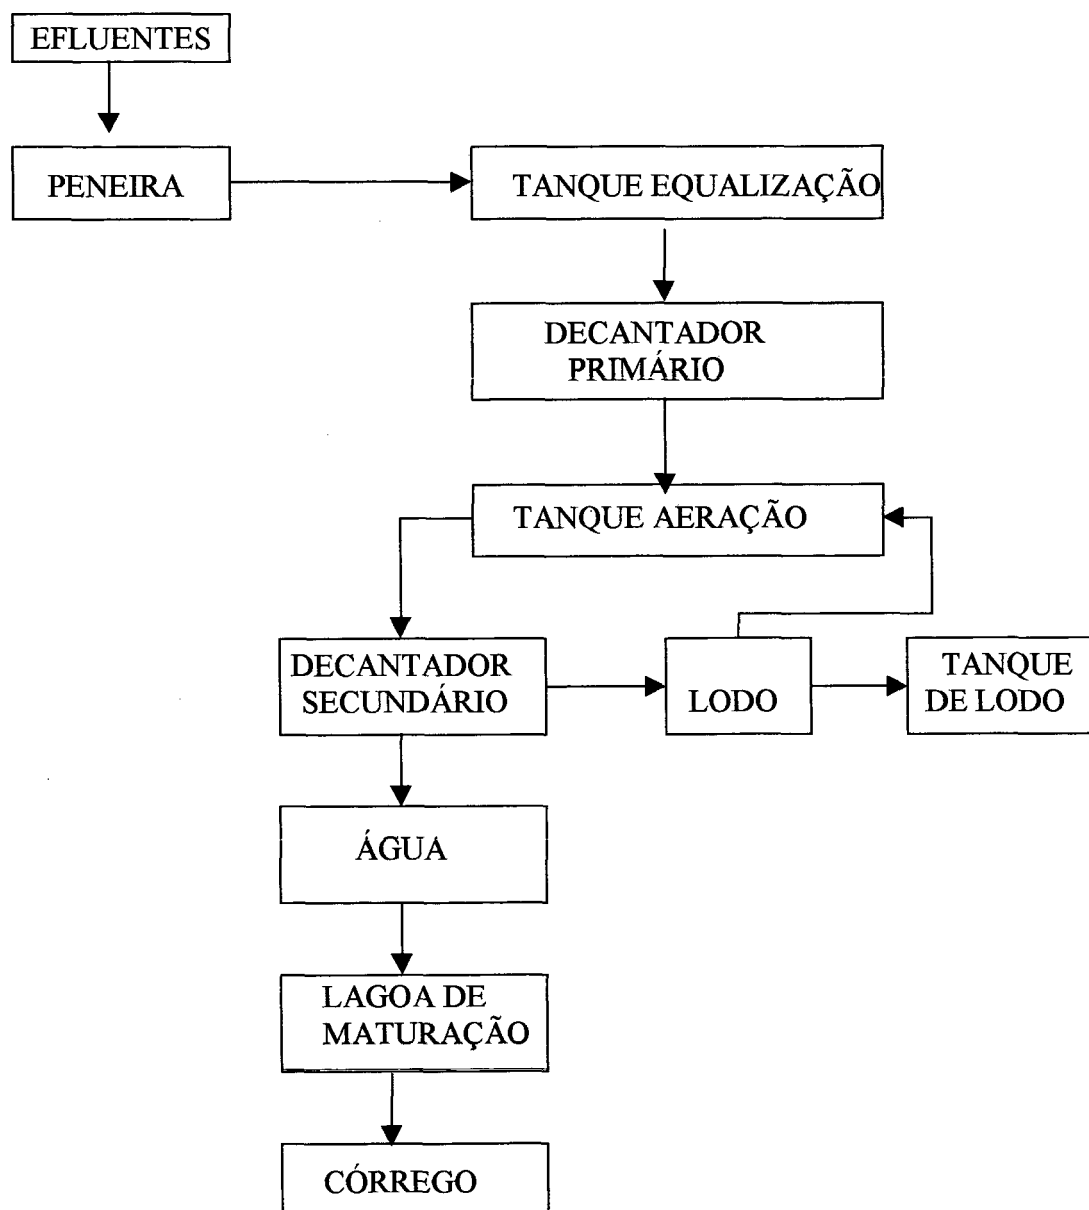 EFLUENTES
PENEIRA
TANQUE EQUALIZAÇÃO
DECANTADOR
PRIMÁRIO
TANQUE AERAÇÃO
DECANTADOR
SECUNDÁRIO
LODO
TANQUE
DE LODO
ÁGUA
LAGOA DE
MATURAÇÃO
CÓRREGO